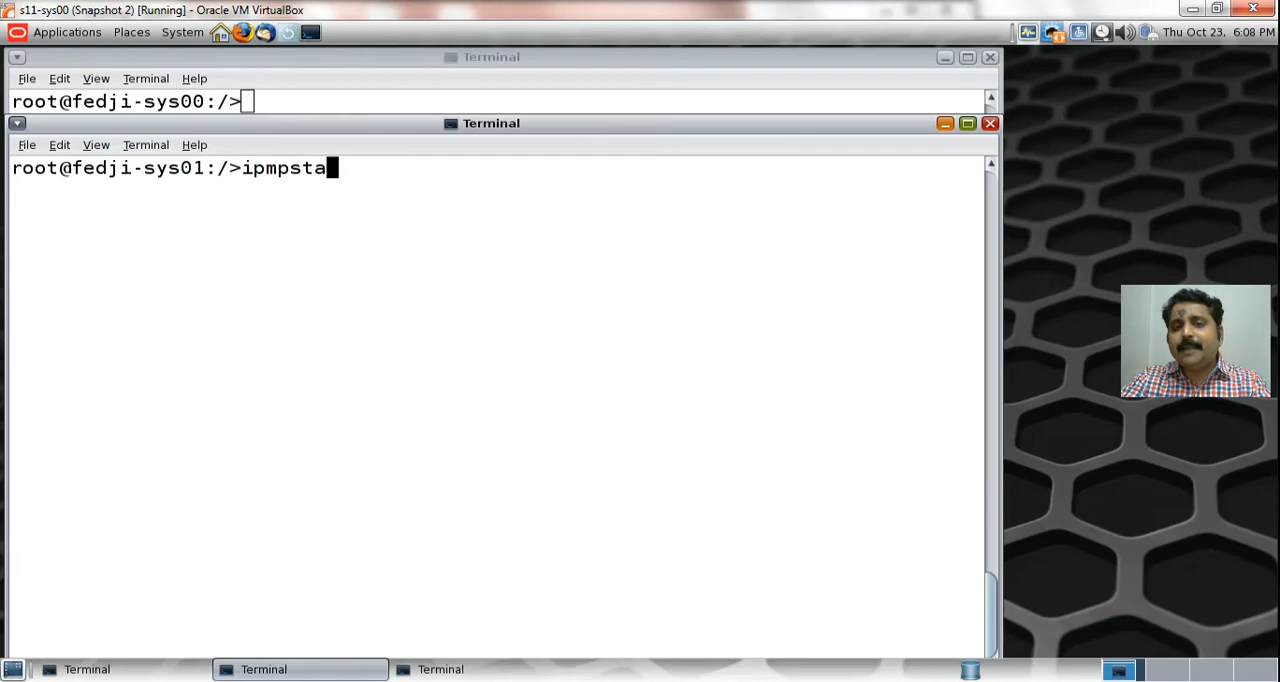 s11-sys00 (Snapshot 2) [Running] - Oracle VM VirtualBox
Applications Places System Thu Oct 23, 6:08 PM
Terminal
File Edit View Terminal Help
root@fedji-sys00:/>
Terminal
File Edit View Terminal Help
root@fedji-sys01:/>ipmpsta
Terminal Terminal Terminal